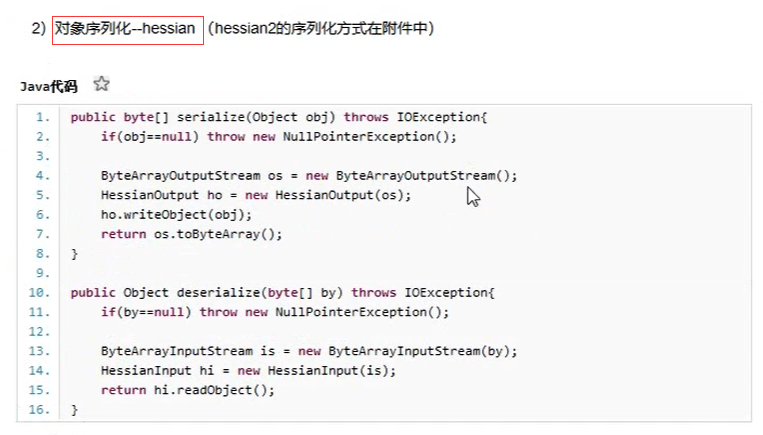 2）对象序列化--hessian（hessian2的序列化方式在附件中）
Java代码
1. public byte[] serialize(Object obj) throws IOException{
2. if(obj==null) throw new NullPointerException();
3.
4. ByteArrayOutputStream os = new ByteArrayOutputStream();
5. HessianOutput ho = new HessianOutput(os);
6. ho.writeObject(obj);
7. return os.toByteArray();
8. }
9.
10. public Object deserialize(byte[] by) throws IOException{
11. if(by==null) throw new NullPointerException();
12.
13. ByteArrayInputStream is = new ByteArrayInputStream(by);
14. HessianInput hi = new HessianInput(is);
15. return hi.readObject();
16. }